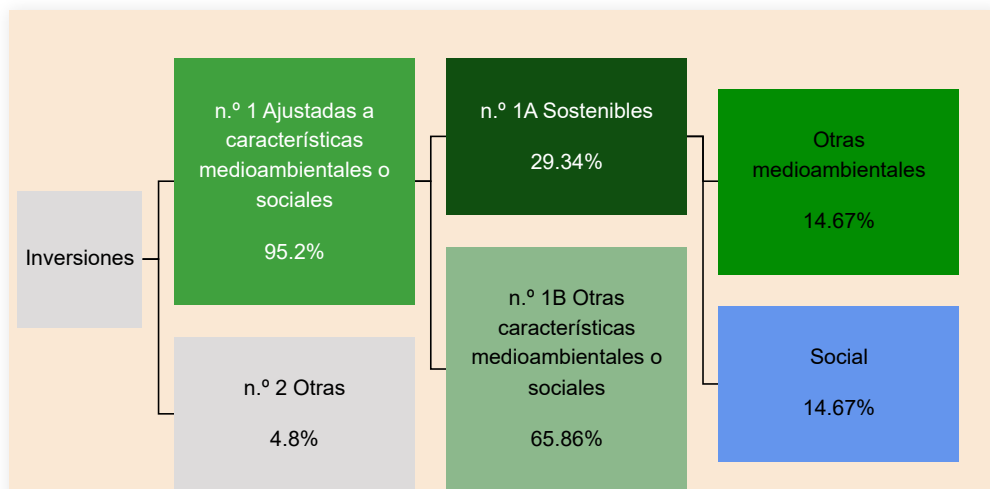 Inversiones
n.º 1 Ajustadas a
características
medioambientales o
sociales
95.2%
n.º 2 Otras
4.8%
n.º 1A Sostenibles
29.34%
n.º 1B Otras
características
medioambientales o
sociales
65.86%
Otras
medioambientales
14.67%
Social
14.67%